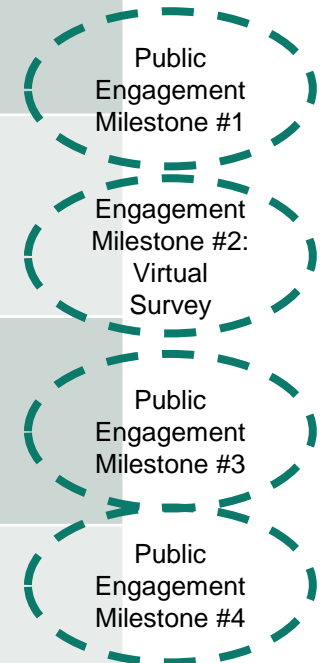 Public
Engagement
Milestone #1
Engagement
Milestone #2:
Virtual
Survey
Public
Engagement
Milestone #3
Public
Engagement
Milestone #4